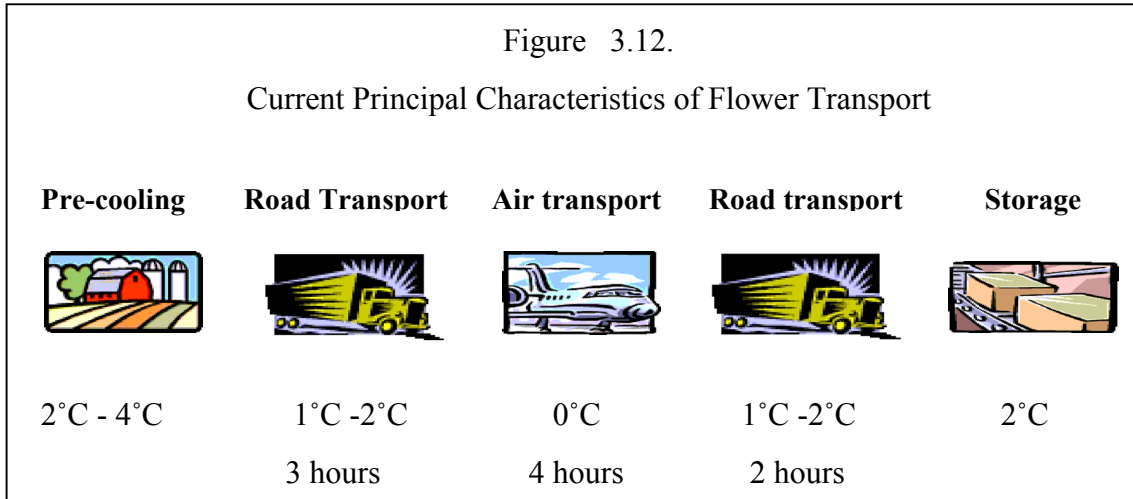 Figure 3.12.
Current Principal Characteristics of Flower Transport
Pre-cooling Road Transport Air transport Road transport Storage
2˚C - 4˚C 1˚C -2˚C 0˚C 1˚C -2˚C 2˚C
3 hours 4 hours 2 hours